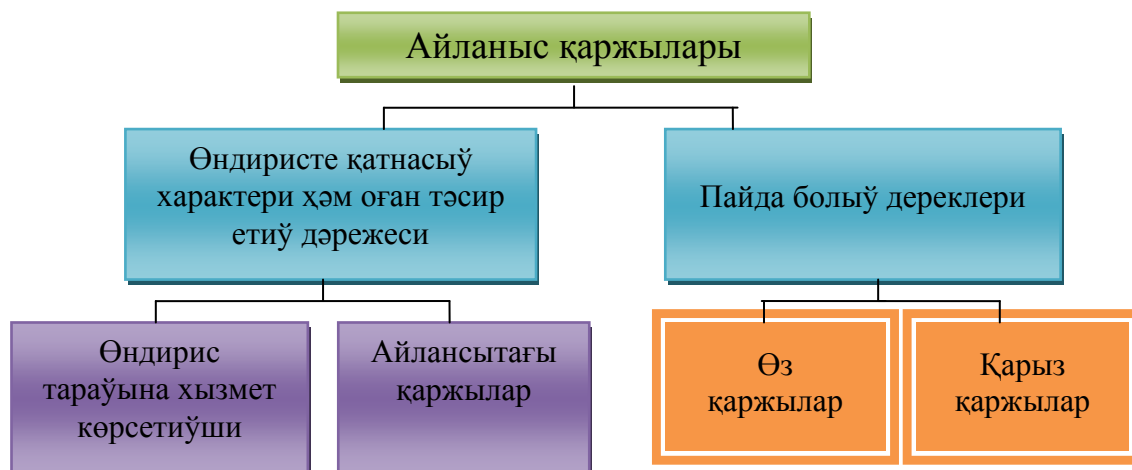 Айланыс қаржылары
Өндиристе қатнасыў
характери ҳәм оған тәсир
етиў дәрежеси
Пайда болыў дереклери
Өндирис
тараўына хызмет
көрсетиўши
Айлансытағы
қаржылар
Өз
қаржылар
Қарыз
қаржылар